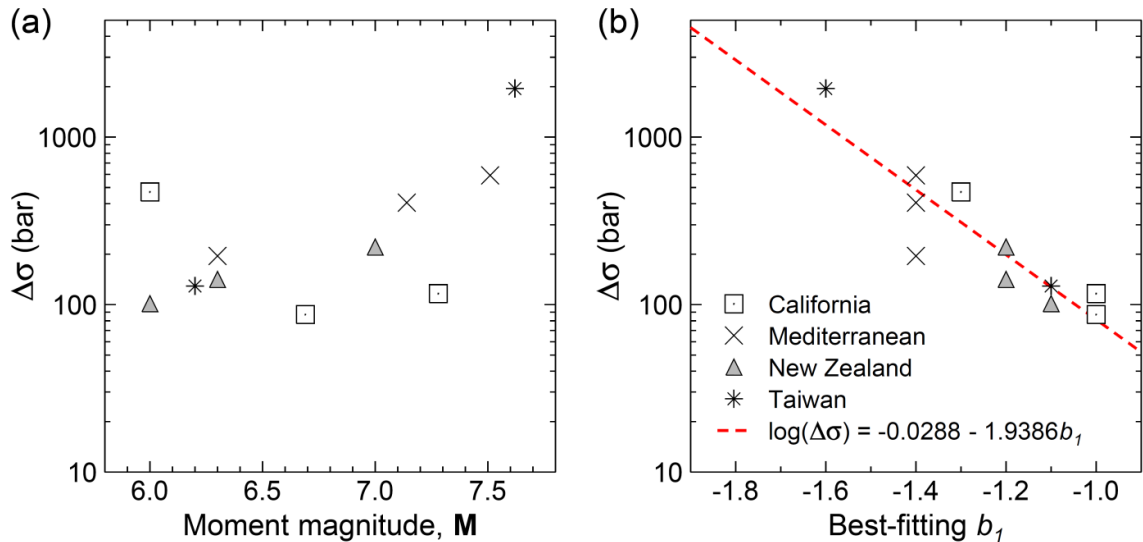 (a)
1000
100
10
Δσ (bar)
6.0 6.5 7.0 7.5
Moment magnitude, M
(b)
1000
100
10
Δσ (bar)
California
Mediterranean
New Zealand
Taiwan
log(Δσ) = -0.0288 - 1.9386b₁
-1.8 -1.6 -1.4 -1.2 -1.0
Best-fitting b₁